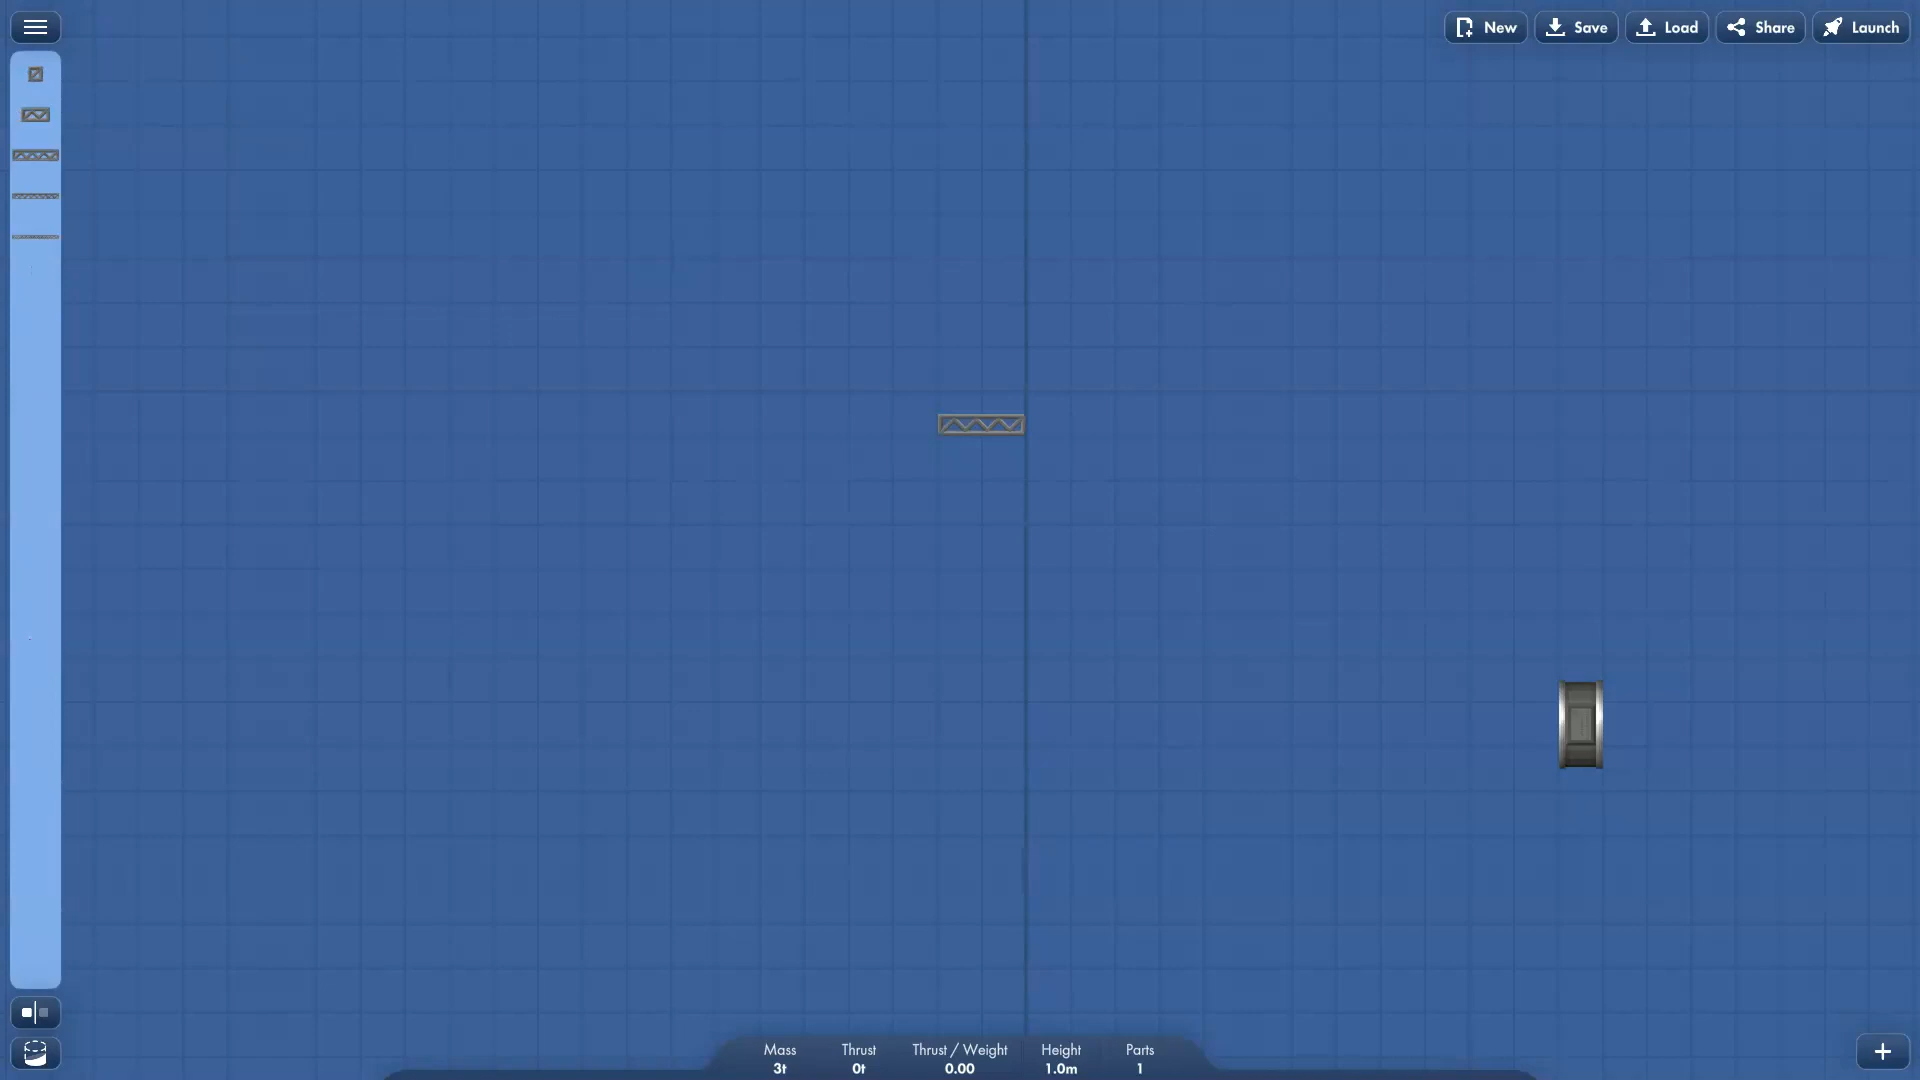 New Save Load Share Launch
Mass Thrust Thrust / Weight Height Parts
3t 0t 0.00 1.0m 1